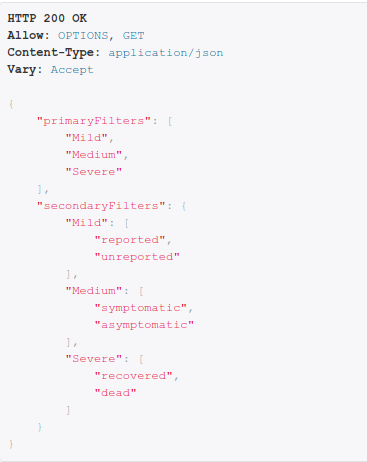 HTTP 200 OK
Allow: OPTIONS, GET
Content-Type: application/json
Vary: Accept
{
"primaryFilters": [
"Mild",
"Medium",
"Severe"
],
"secondaryFilters": {
"Mild": [
"reported",
"unreported"
],
"Medium": [
"symptomatic",
"asymptomatic"
],
"Severe": [
"recovered",
"dead"
]
}
}